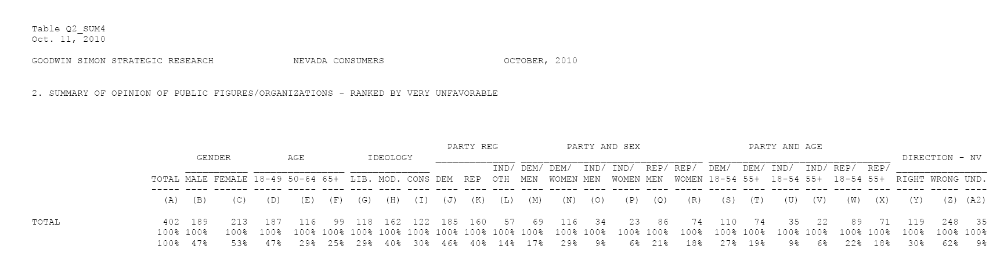 Table Q2_SUM4
Oct. 11, 2010
GOODWIN SIMON STRATEGIC RESEARCH NEVADA CONSUMERS OCTOBER, 2010
2. SUMMARY OF OPINION OF PUBLIC FIGURES/ORGANIZATIONS - RANKED BY VERY UNFAVORABLE
PARTY REG PARTY AND SEX PARTY AND AGE
GENDER AGE IDEOLOGY ______________ ________________________________ ________________________________ DIRECTION - NV
___________ ________________ ______________ IND/ DEM/ DEM/ IND/ IND/ REP/ REP/ DEM/ DEM/ IND/ IND/ REP/ REP/ ________________
TOTAL MALE FEMALE 18-49 50-64 65+ LIB. MOD. CONS DEM REP OTH MEN WOMEN MEN WOMEN MEN WOMEN 18-54 55+ 18-54 55+ 18-54 55+ RIGHT WRONG UND.
----- ---- ------ ----- ----- ---- ---- ---- ---- ---- ---- ---- ---- ----- ---- ----- ---- ----- ----- ---- ----- ---- ----- ---- ----- ----- ----
(A) (B) (C) (D) (E) (F) (G) (H) (I) (J) (K) (L) (M) (N) (O) (P) (Q) (R) (S) (T) (U) (V) (W) (X) (Y) (Z) (A2)
TOTAL 402 189 213 187 116 99 118 162 122 185 160 57 69 116 34 23 86 74 110 74 35 22 89 71 119 248 35
100% 100% 100% 100% 100% 100% 100% 100% 100% 100% 100% 100% 100% 100% 100% 100% 100% 100% 100% 100% 100% 100% 100% 100% 100% 100% 100%
100% 47% 53% 47% 29% 25% 29% 40% 30% 46% 40% 14% 17% 29% 9% 6% 21% 18% 27% 19% 9% 6% 22% 18% 30% 62% 9%